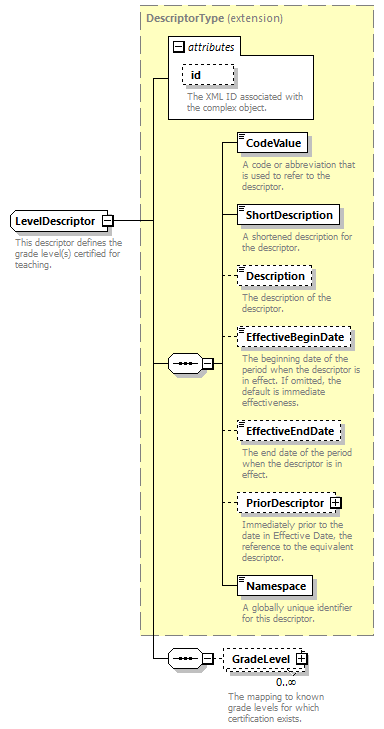 DescriptorType (extension)
attributes
id
The XML ID associated with
the complex object.
CodeValue
A code or abbreviation that
is used to refer to the
descriptor.
ShortDescription
A shortened description for
the descriptor.
LevelDescriptor
This descriptor defines the
grade level(s) certified for
teaching.
Description
The description of the
descriptor.
EffectiveBeginDate
The beginning date of the
period when the descriptor is
in effect. If omitted, the
default is immediate
effectiveness.
EffectiveEndDate
The end date of the period
when the descriptor is in
effect.
PriorDescriptor
Immediately prior to the
date in Effective Date, the
reference to the equivalent
descriptor.
Namespace
A globally unique identifier
for this descriptor.
GradeLevel
0..∞
The mapping to known
grade levels for which
certification exists.